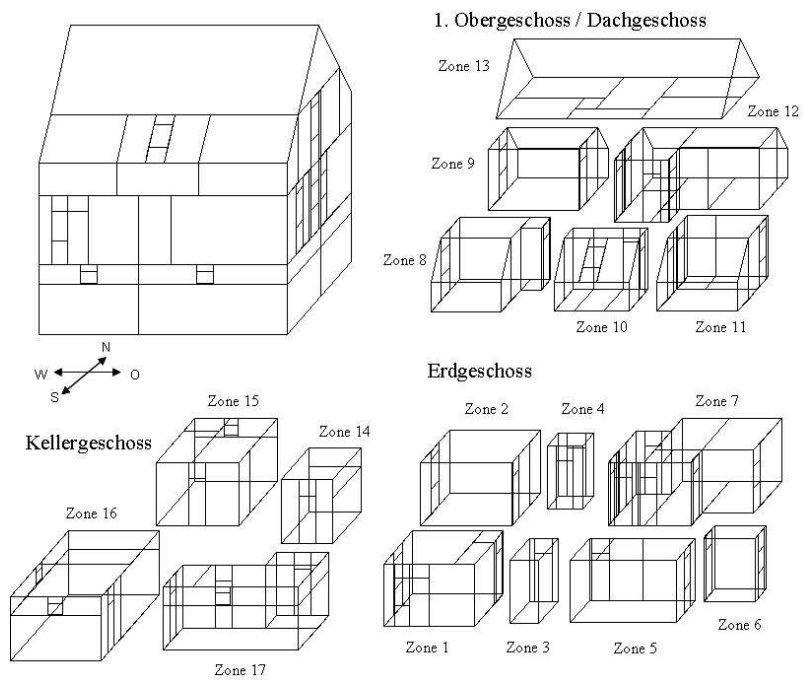 1. Obergeschoss / Dachgeschoss
Zone 13
Zone 12
Zone 9
Zone 8
Zone 10
Zone 11
N
W
O
S
Erdgeschoss
Zone 2
Zone 4
Zone 7
Zone 1
Zone 3
Zone 5
Zone 6
Kellergeschoss
Zone 15
Zone 14
Zone 16
Zone 17